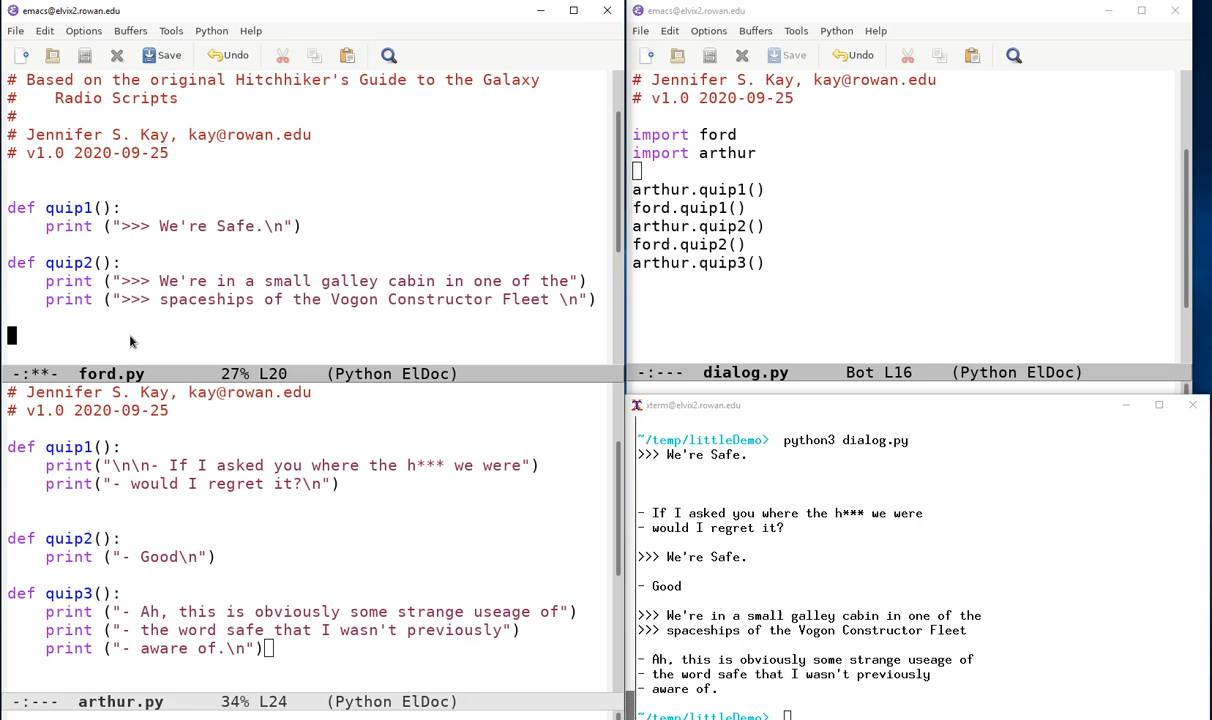 emacs@elvix2.rowan.edu
File Edit Options Buffers Tools Python Help
Save Undo
# Based on the original Hitchhiker's Guide to the Galaxy
#    Radio Scripts
#
# Jennifer S. Kay, kay@rowan.edu
# v1.0 2020-09-25
def quip1():
    print (">>> We're Safe.\n")
def quip2():
    print (">>> We're in a small galley cabin in one of the")
    print (">>> spaceships of the Vogon Constructor Fleet \n")
-:**-  ford.py        27% L20    (Python ElDoc)
# Jennifer S. Kay, kay@rowan.edu
# v1.0 2020-09-25
def quip1():
    print("\n\n- If I asked you where the h*** we were")
    print("- would I regret it?\n")
def quip2():
    print ("- Good\n")
def quip3():
    print ("- Ah, this is obviously some strange useage of")
    print ("- the word safe that I wasn't previously")
    print ("- aware of.\n")
-:---  arthur.py      34% L24    (Python ElDoc)
emacs@elvix2.rowan.edu
File Edit Options Buffers Tools Python Help
Save Undo
# Jennifer S. Kay, kay@rowan.edu
# v1.0 2020-09-25
import ford
import arthur
arthur.quip1()
ford.quip1()
arthur.quip2()
ford.quip2()
arthur.quip3()
-:---  dialog.py      Bot L16    (Python ElDoc)
xterm@elvix2.rowan.edu
~/temp/littleDemo>  python3 dialog.py
>>> We're Safe.
- If I asked you where the h*** we were
- would I regret it?
>>> We're Safe.
- Good
>>> We're in a small galley cabin in one of the
>>> spaceships of the Vogon Constructor Fleet
- Ah, this is obviously some strange useage of
- the word safe that I wasn't previously
- aware of.
~/temp/littleDemo>